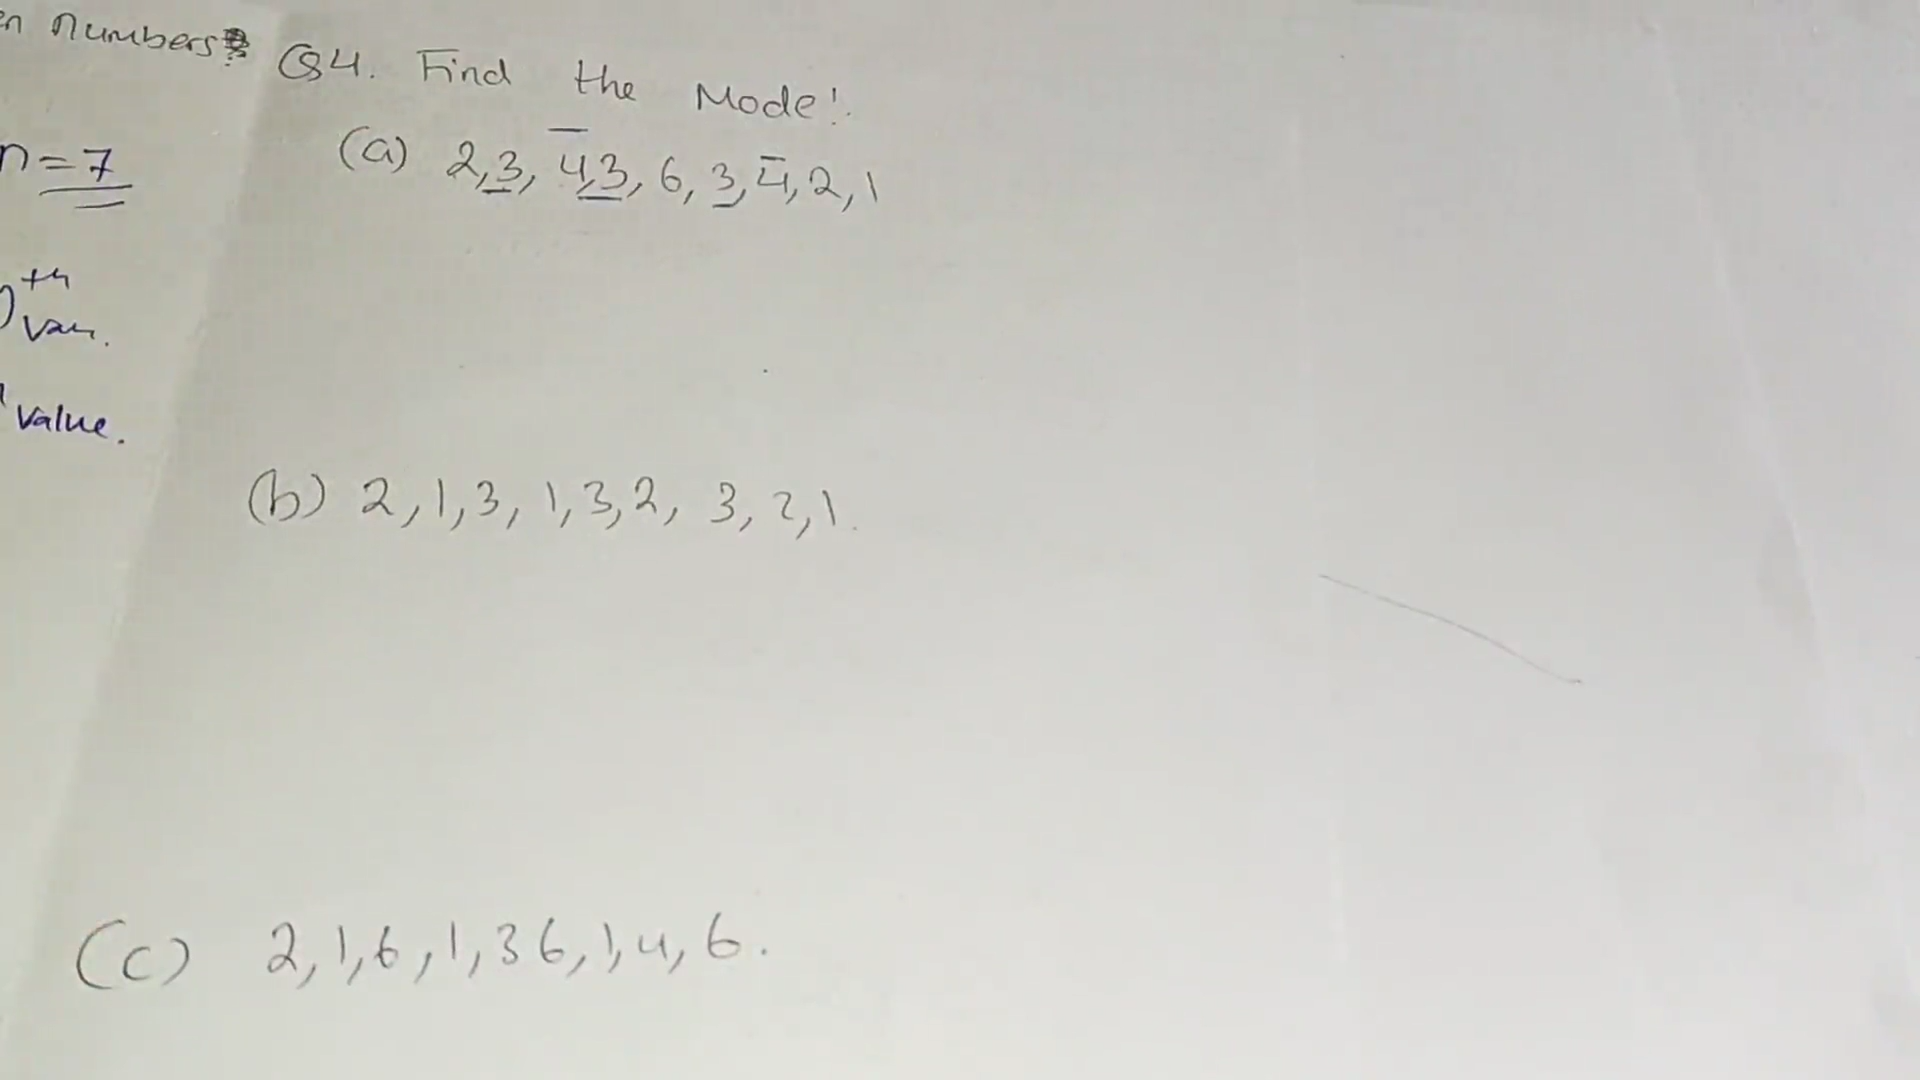 numbers
n=7
th
value.
Q4. Find the Mode!
(a) 2,3, 4,3, 6, 3,4,2,1
(b) 2,1,3, 1,3,2, 3, 2,1.
(c) 2,1,6,1,3 6,1,4,6.